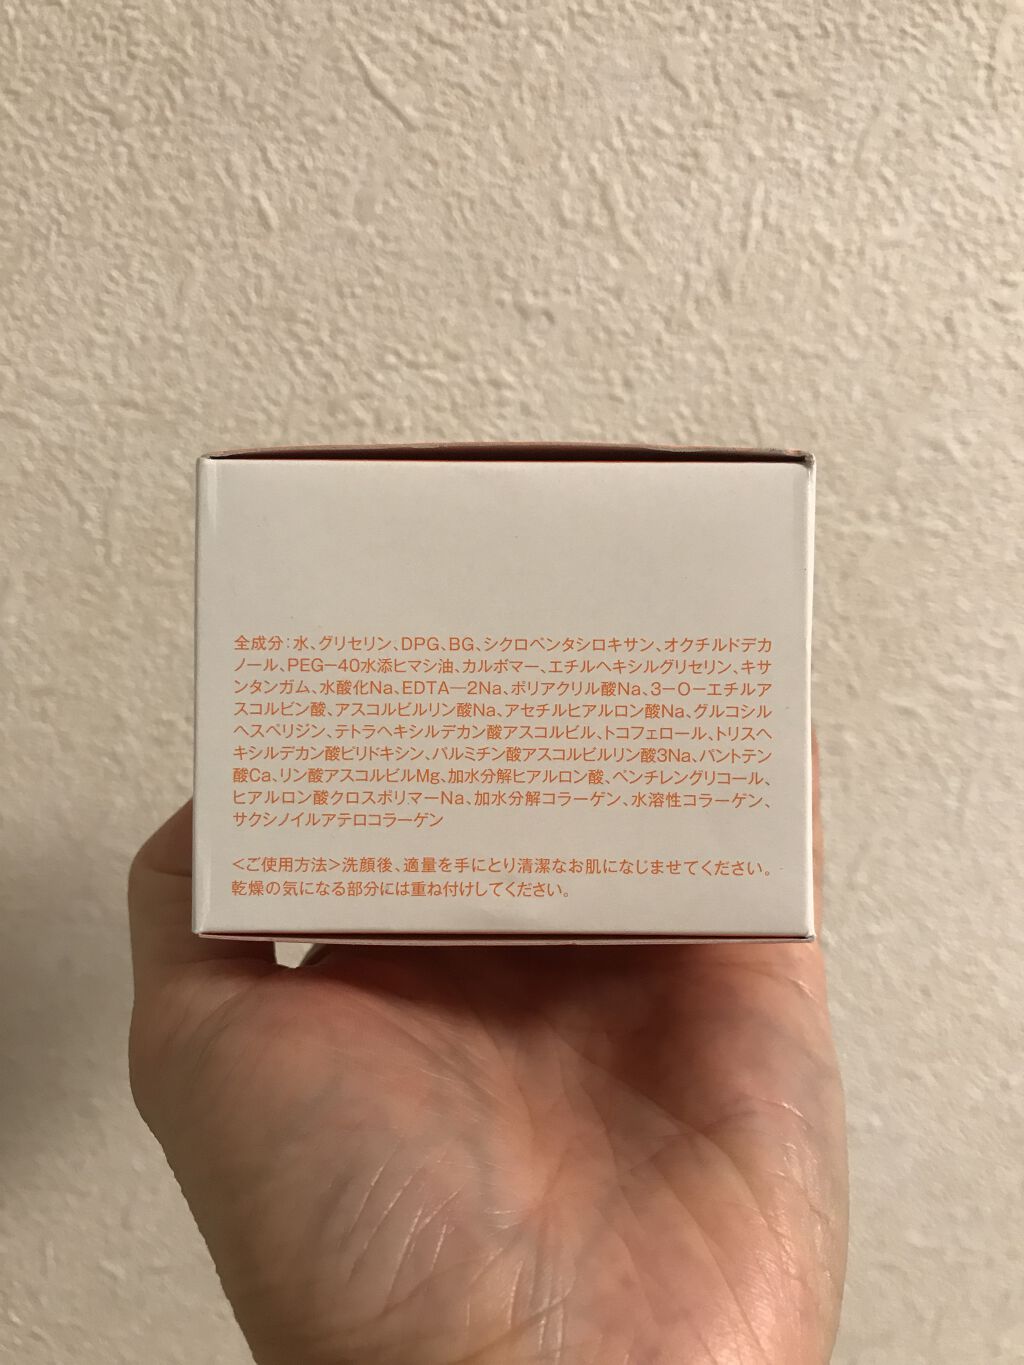 全成分:水、グリセリン、DPG、BG、シクロペンタシロキサン、オクチルドデカ
ノール、PEG－40水添ヒマシ油、カルボマー、エチルヘキシルグリセリン、キサ
ンタンガム、水酸化Na、EDTA－2Na、ポリアクリル酸Na、3－O－エチルア
スコルビン酸、アスコルビルリン酸Na、アセチルヒアルロン酸Na、グルコシル
ヘスペリジン、テトラヘキシルデカン酸アスコルビル、トコフェロール、トリスヘ
キシルデカン酸ピリドキシン、パルミチン酸アスコルビルリン酸3Na、パントテン
酸Ca、リン酸アスコルビルMg、加水分解ヒアルロン酸、ペンチレングリコール、
ヒアルロン酸クロスポリマーNa、加水分解コラーゲン、水溶性コラーゲン、
サクシノイルアテロコラーゲン
＜ご使用方法＞洗顔後、適量を手にとり清潔なお肌になじませてください。
乾燥の気になる部分には重ね付けしてください。